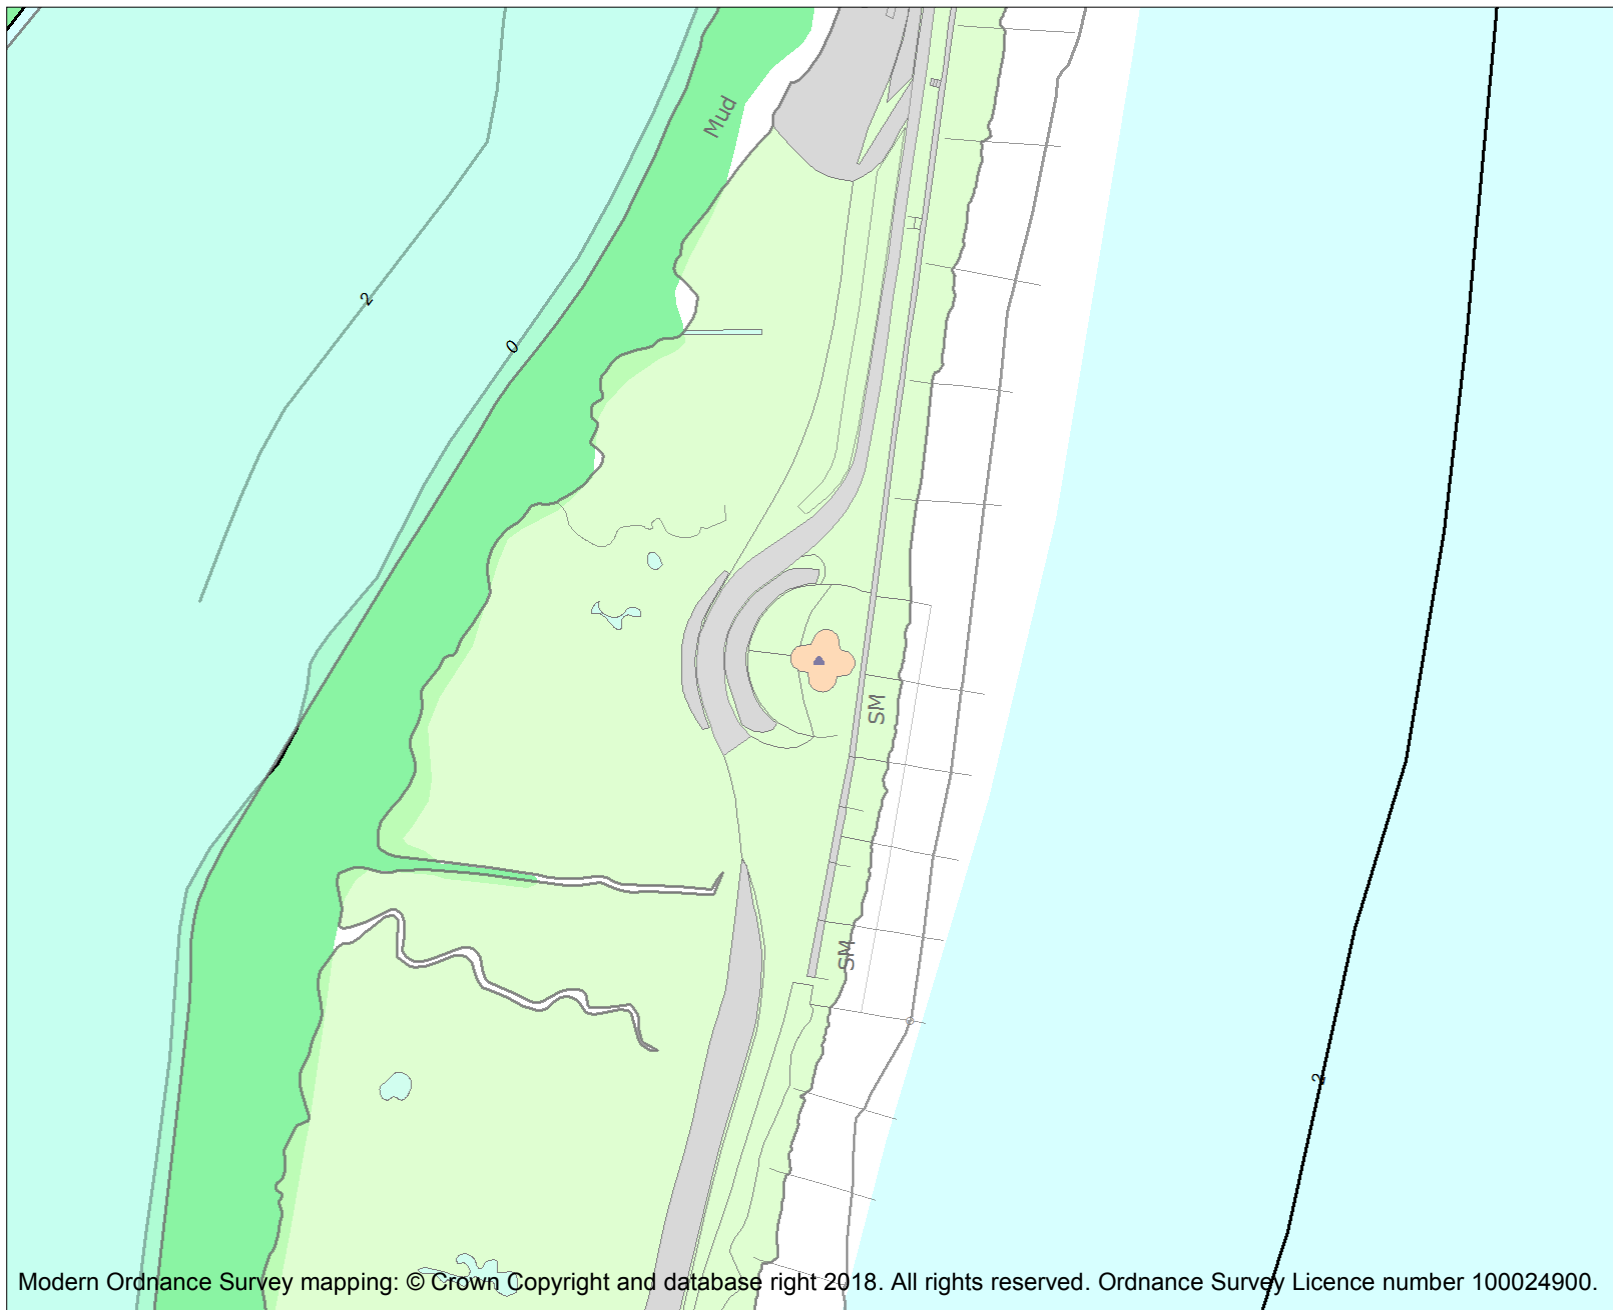 Mud
2
0
SM
SM
2
Modern Ordnance Survey mapping: © Crown Copyright and database right 2018. All rights reserved. Ordnance Survey Licence number 100024900.